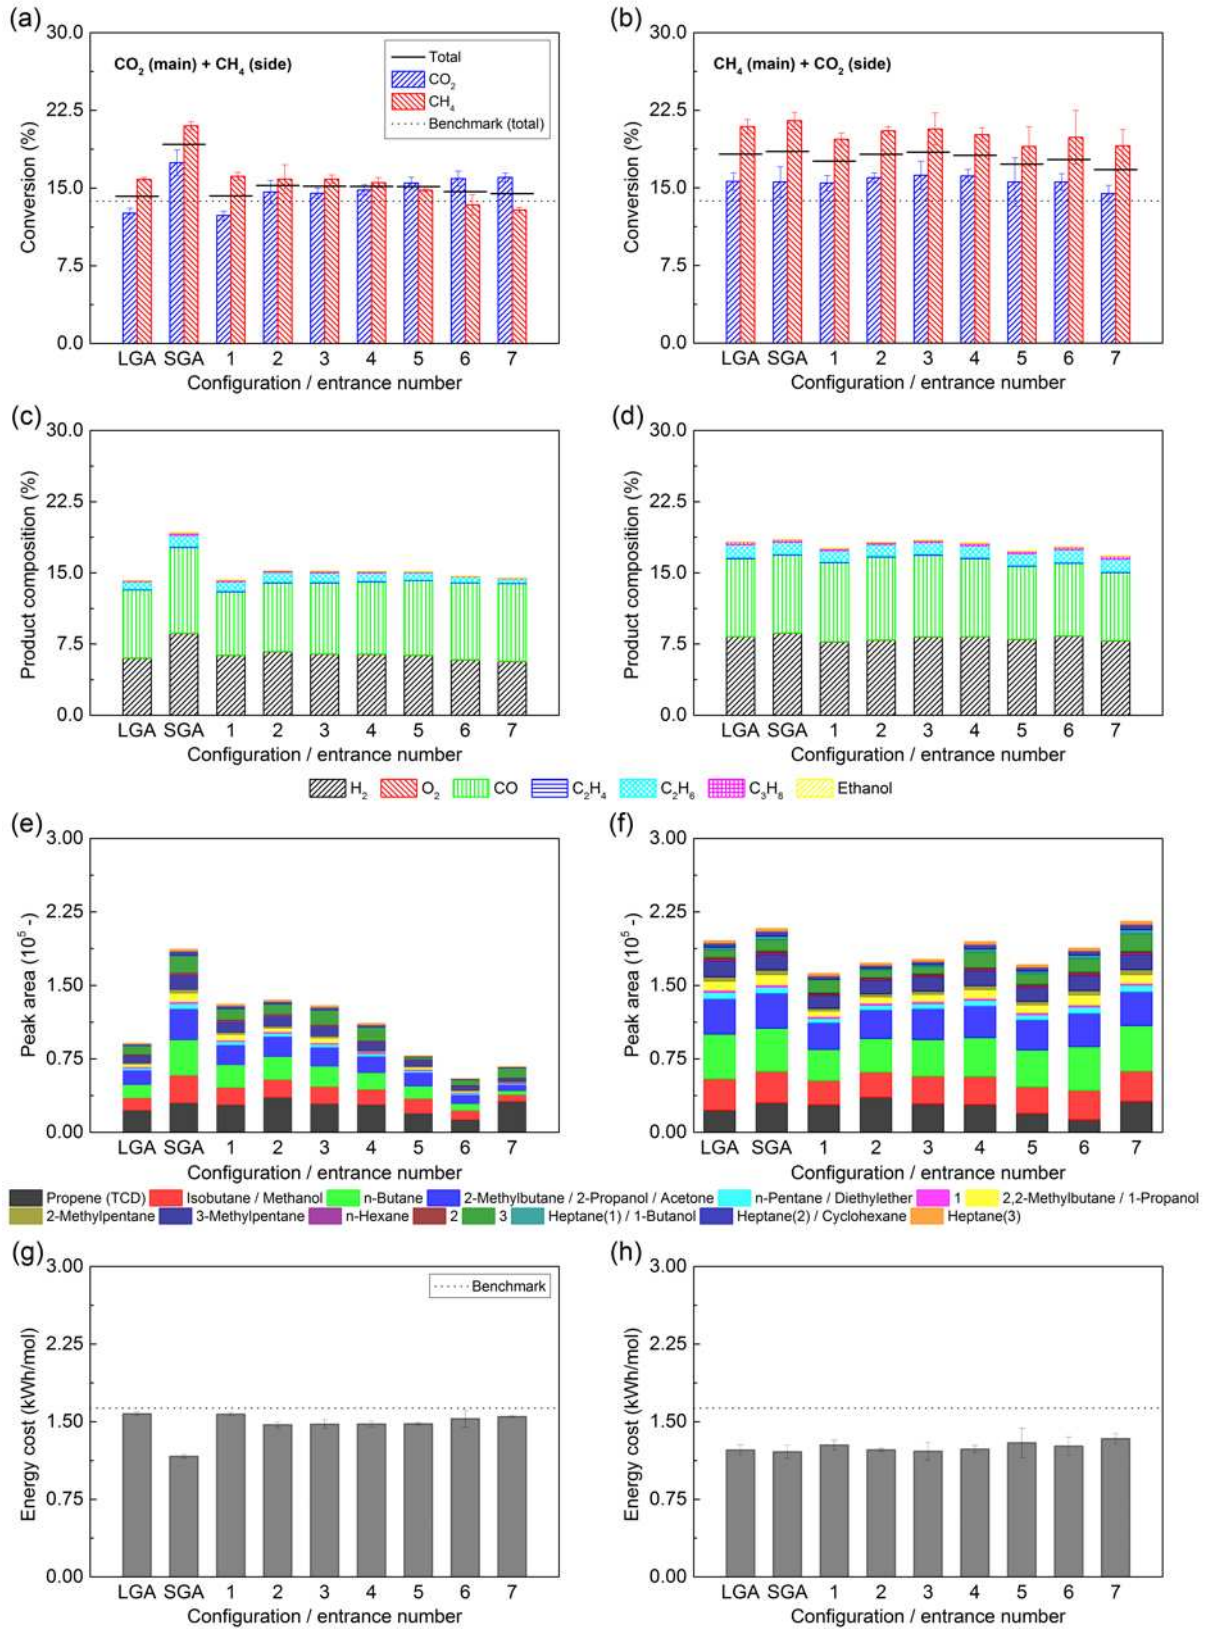 (a)
30.0
22.5
15.0
7.5
0.0
Conversion (%)
CO₂ (main) + CH₄ (side)
Total
CO₂
CH₄
Benchmark (total)
LGA SGA 1 2 3 4 5 6 7
Configuration / entrance number
(b)
30.0
22.5
15.0
7.5
0.0
Conversion (%)
CH₄ (main) + CO₂ (side)
LGA SGA 1 2 3 4 5 6 7
Configuration / entrance number
(c)
30.0
22.5
15.0
7.5
0.0
Product composition (%)
LGA SGA 1 2 3 4 5 6 7
Configuration / entrance number
(d)
30.0
22.5
15.0
7.5
0.0
Product composition (%)
LGA SGA 1 2 3 4 5 6 7
Configuration / entrance number
H₂ O₂ CO C₂H₄ C₂H₆ C₃H₈ Ethanol
(e)
3.00
2.25
1.50
0.75
0.00
Peak area (10⁵ -)
LGA SGA 1 2 3 4 5 6 7
Configuration / entrance number
(f)
3.00
2.25
1.50
0.75
0.00
Peak area (10⁵ -)
LGA SGA 1 2 3 4 5 6 7
Configuration / entrance number
Propene (TCD) Isobutane / Methanol n-Butane 2-Methylbutane / 2-Propanol / Acetone n-Pentane / Diethylether 1 2,2-Methylbutane / 1-Propanol
2-Methylpentane 3-Methylpentane n-Hexane 2 3 Heptane(1) / 1-Butanol Heptane(2) / Cyclohexane Heptane(3)
(g)
3.00
2.25
1.50
0.75
0.00
Energy cost (kWh/mol)
Benchmark
LGA SGA 1 2 3 4 5 6 7
Configuration / entrance number
(h)
3.00
2.25
1.50
0.75
0.00
Energy cost (kWh/mol)
LGA SGA 1 2 3 4 5 6 7
Configuration / entrance number